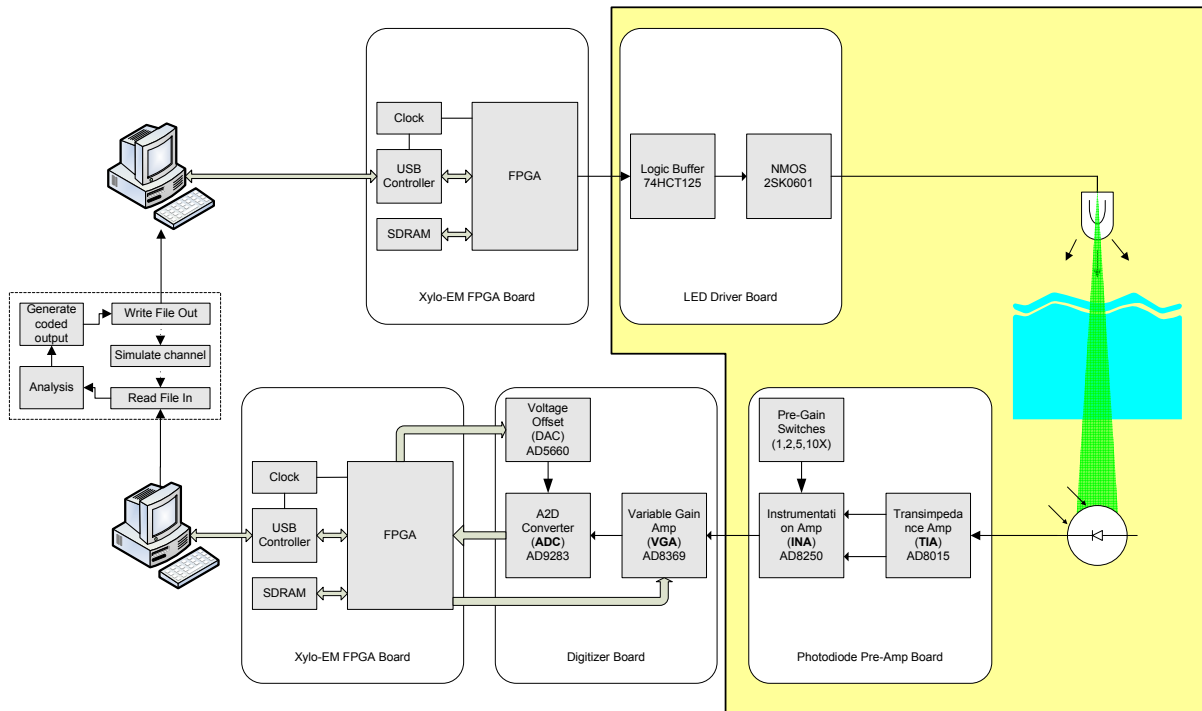 Clock
USB
Controller
SDRAM
FPGA
Xylo-EM FPGA Board
Logic Buffer
74HCT125
NMOS
2SK0601
LED Driver Board
Generate
coded
output
Write File Out
Simulate channel
Analysis
Read File In
Clock
USB
Controller
SDRAM
FPGA
Xylo-EM FPGA Board
Voltage
Offset
(DAC)
AD5660
A2D
Converter
(ADC)
AD9283
Variable Gain
Amp
(VGA)
AD8369
Digitizer Board
Pre-Gain
Switches
(1,2,5,10X)
Instrumentati
on Amp
(INA)
AD8250
Transimpeda
nce Amp
(TIA)
AD8015
Photodiode Pre-Amp Board